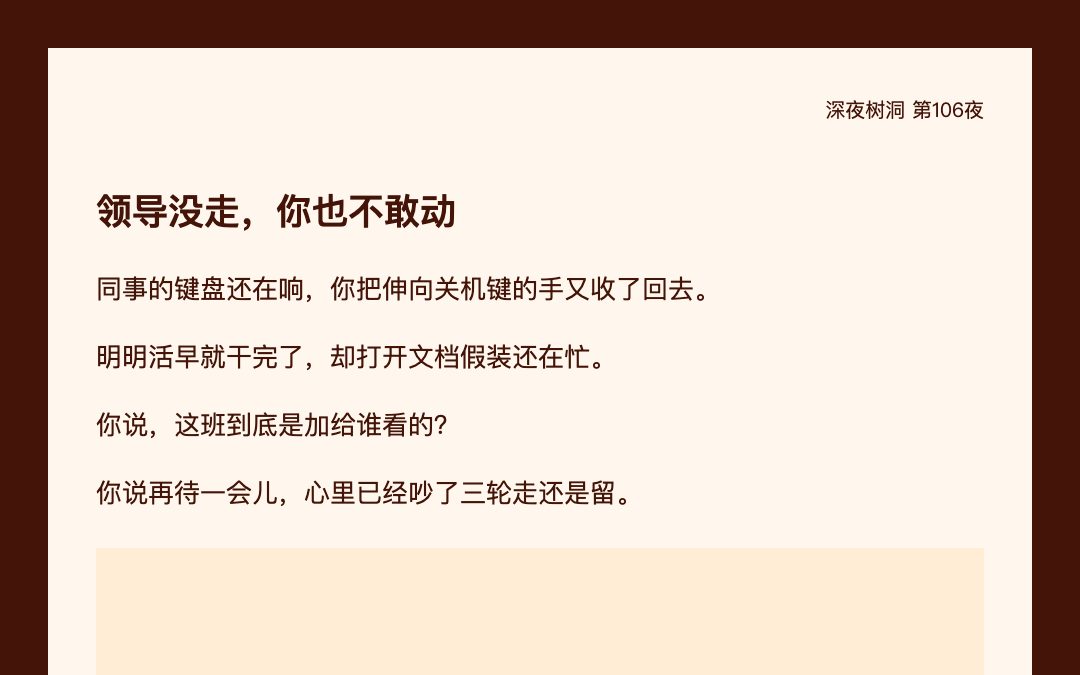 深夜树洞 第106夜
领导没走，你也不敢动
同事的键盘还在响，你把伸向关机键的手又收了回去。
明明活早就干完了，却打开文档假装还在忙。
你说，这班到底是加给谁看的？
你说再待一会儿，心里已经吵了三轮走还是留。